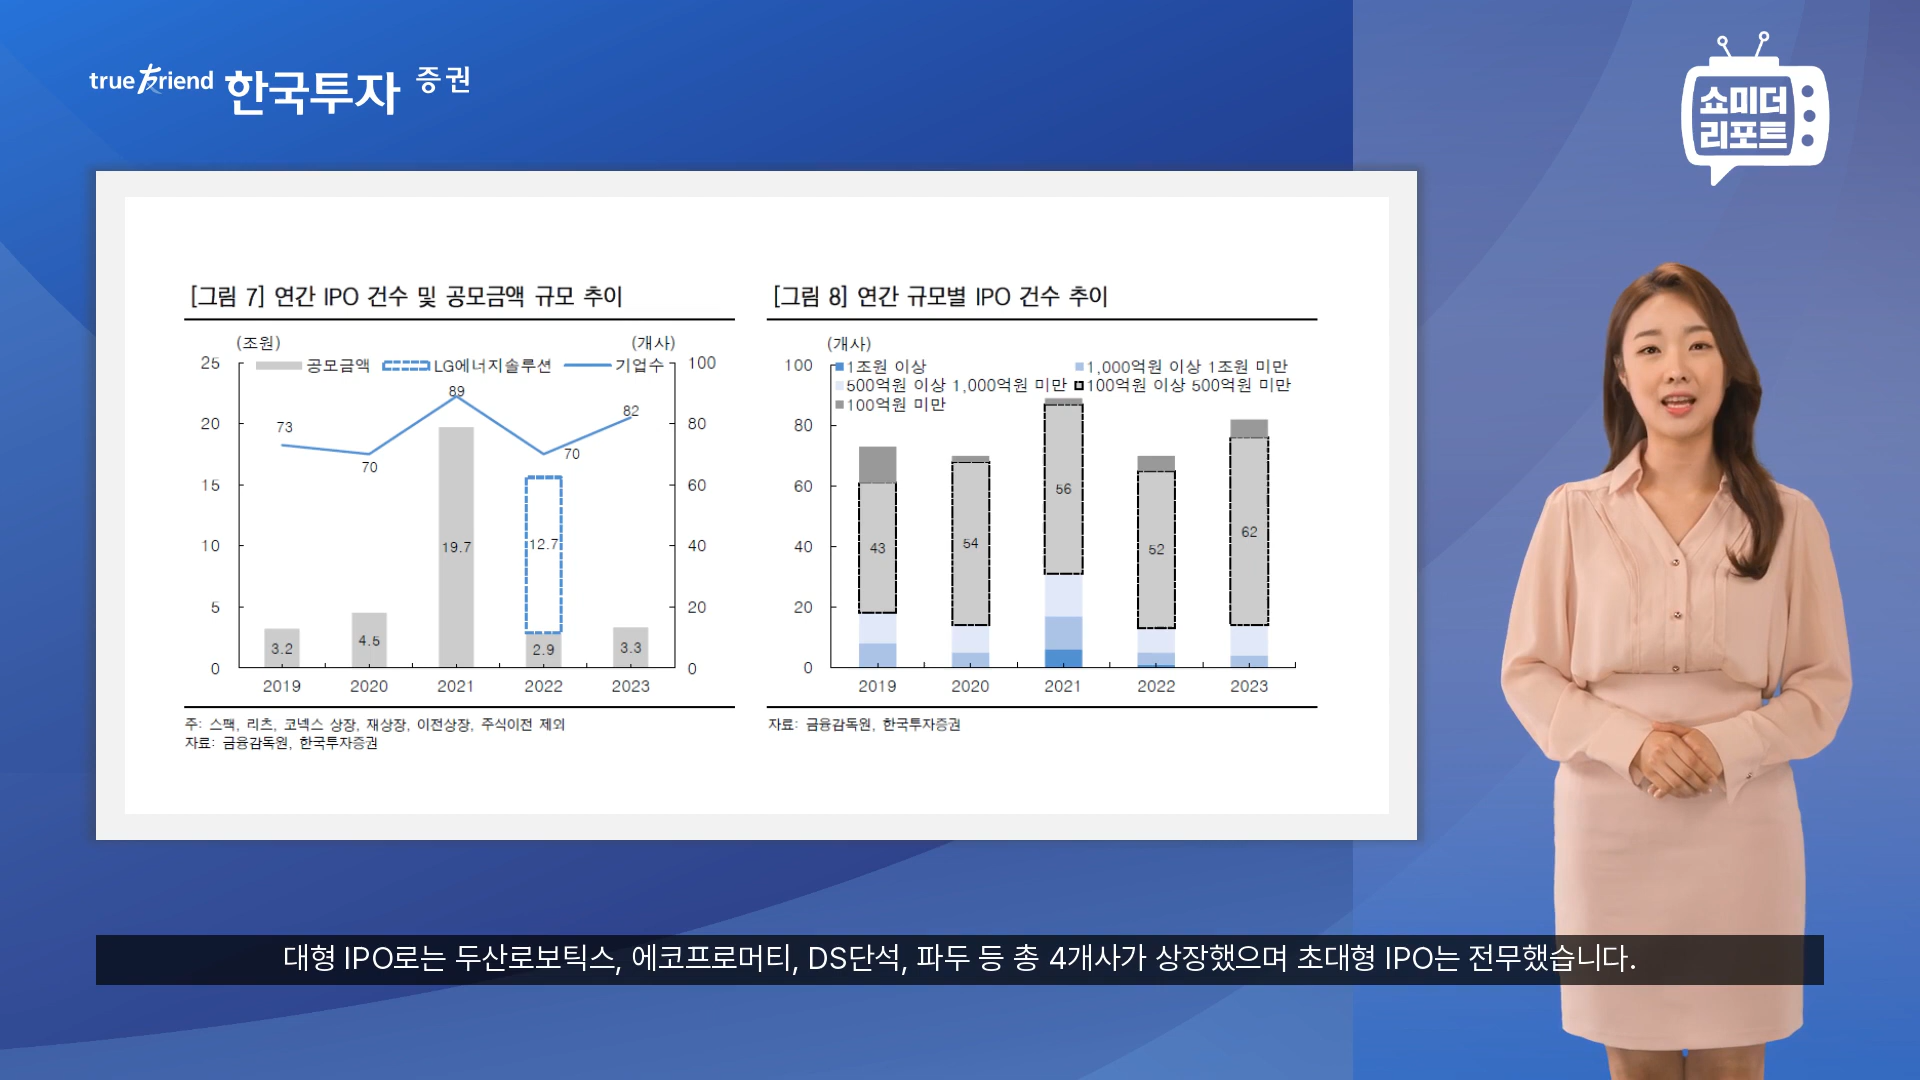 true friend 한국투자 증권
쇼미더
리포트
[그림 7] 연간 IPO 건수 및 공모금액 규모 추이
(조원) (개사)
공모금액 LG에너지솔루션 기업수
25
20
15
10
5
0
100
80
60
40
20
0
73
70
89
70
82
3.2
4.5
19.7
12.7
2.9
3.3
2019 2020 2021 2022 2023
주: 스팩, 리츠, 코넥스 상장, 재상장, 이전상장, 주식이전 제외
자료: 금융감독원, 한국투자증권
[그림 8] 연간 규모별 IPO 건수 추이
(개사)
1조원 이상 1,000억원 이상 1조원 미만
500억원 이상 1,000억원 미만 100억원 이상 500억원 미만
100억원 미만
100
80
60
40
20
0
43
54
56
52
62
2019 2020 2021 2022 2023
자료: 금융감독원, 한국투자증권
대형 IPO로는 두산로보틱스, 에코프로머티, DS단석, 파두 등 총 4개사가 상장했으며 초대형 IPO는 전무했습니다.